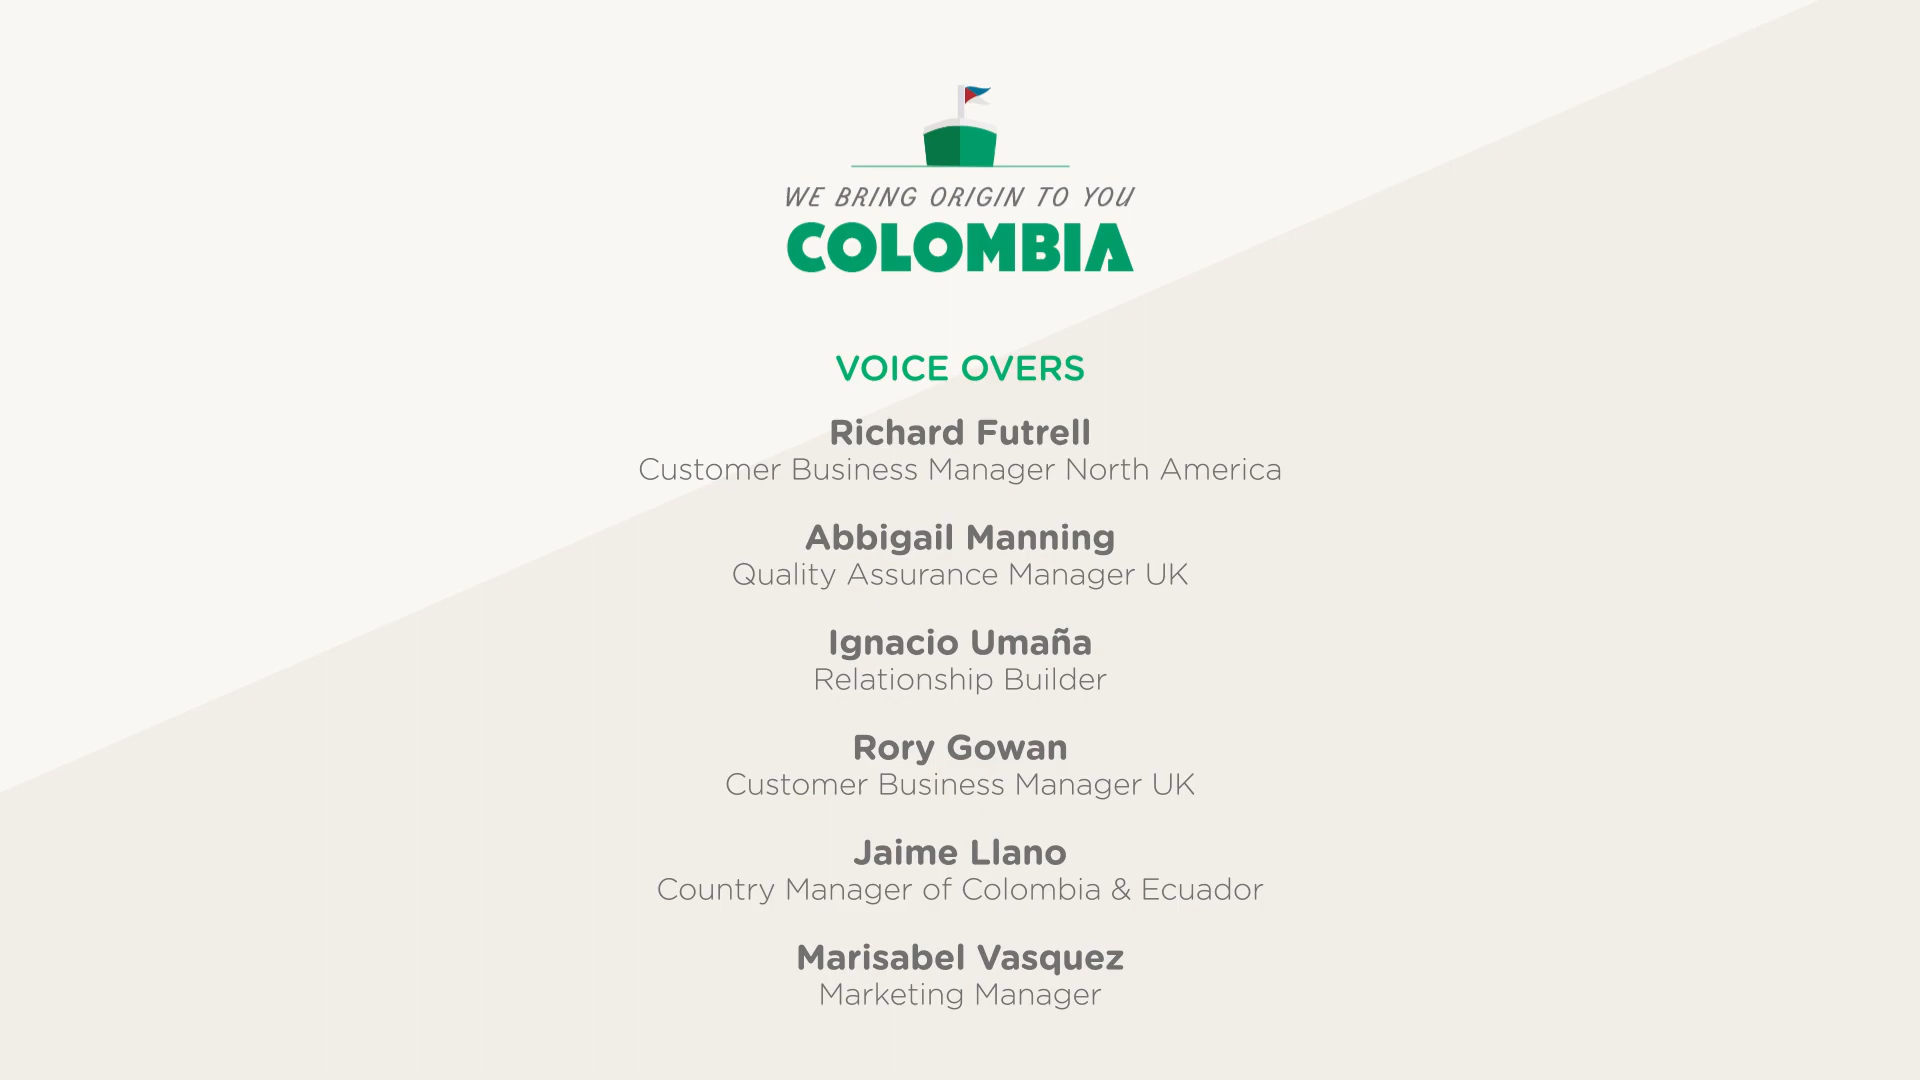 WE BRING ORIGIN TO YOU
COLOMBIA
VOICE OVERS
Richard Futrell
Customer Business Manager North America
Abbigail Manning
Quality Assurance Manager UK
Ignacio Umaña
Relationship Builder
Rory Gowan
Customer Business Manager UK
Jaime Llano
Country Manager of Colombia & Ecuador
Marisabel Vasquez
Marketing Manager